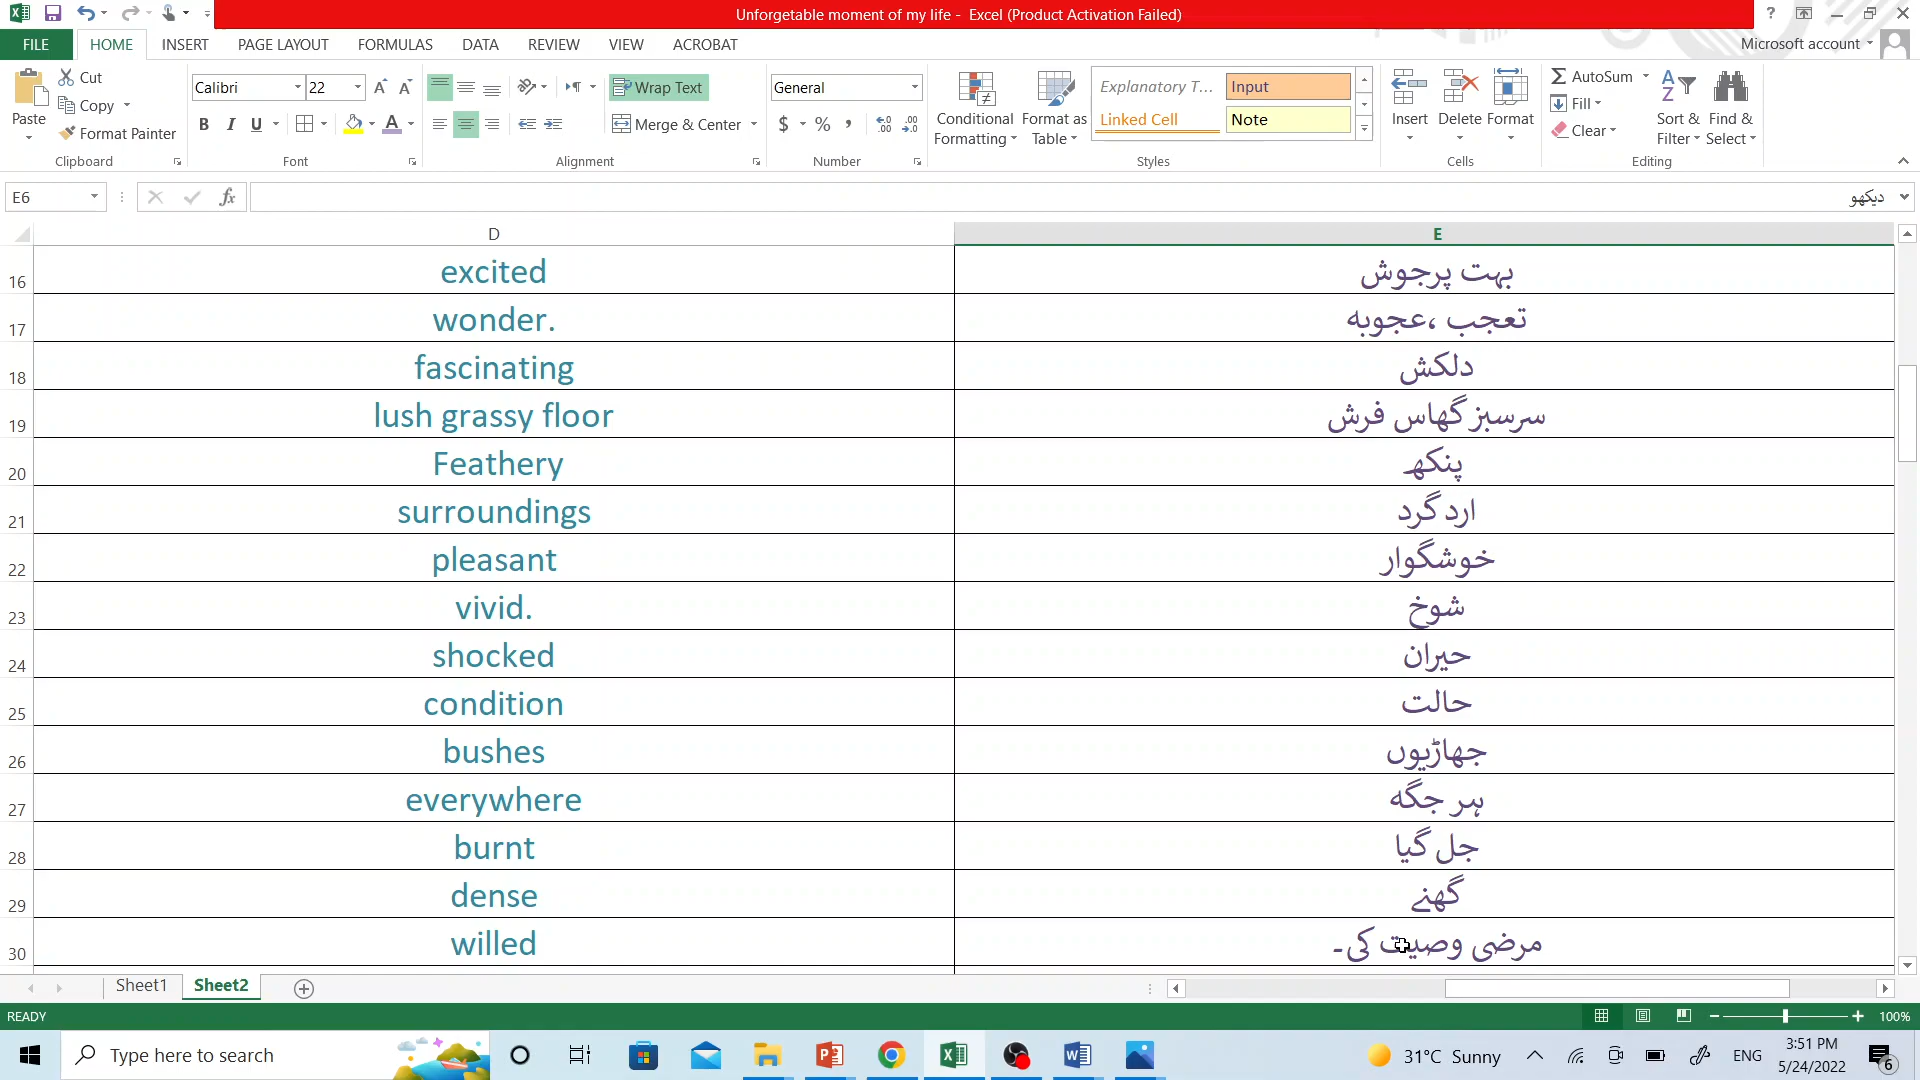 Unforgetable moment of my life - Excel (Product Activation Failed)
Microsoft account
FILE HOME INSERT PAGE LAYOUT FORMULAS DATA REVIEW VIEW ACROBAT
Paste
Cut
Copy
Format Painter
Clipboard
Calibri 22
B I U
Font
Wrap Text
Merge & Center
Alignment
General
$ % ,
Number
Conditional Formatting
Format as Table
Explanatory T... Input
Linked Cell Note
Styles
Insert Delete Format
Cells
AutoSum
Fill
Clear
Sort & Filter
Find & Select
Editing
E6 fx دیکھو
D E
16 excited بہت پرجوش
17 wonder. تعجب ،عجوبہ
18 fascinating دلکش
19 lush grassy floor سرسبز گھاس فرش
20 Feathery پنکھ
21 surroundings ارد گرد
22 pleasant خوشگوار
23 vivid. شوخ
24 shocked حیران
25 condition حالت
26 bushes جھاڑیوں
27 everywhere ہر جگہ
28 burnt جل گیا
29 dense گھنے
30 willed مرضی وصیت کی۔
Sheet1 Sheet2
READY 100%
Type here to search
31°C Sunny
ENG
3:51 PM
5/24/2022
6